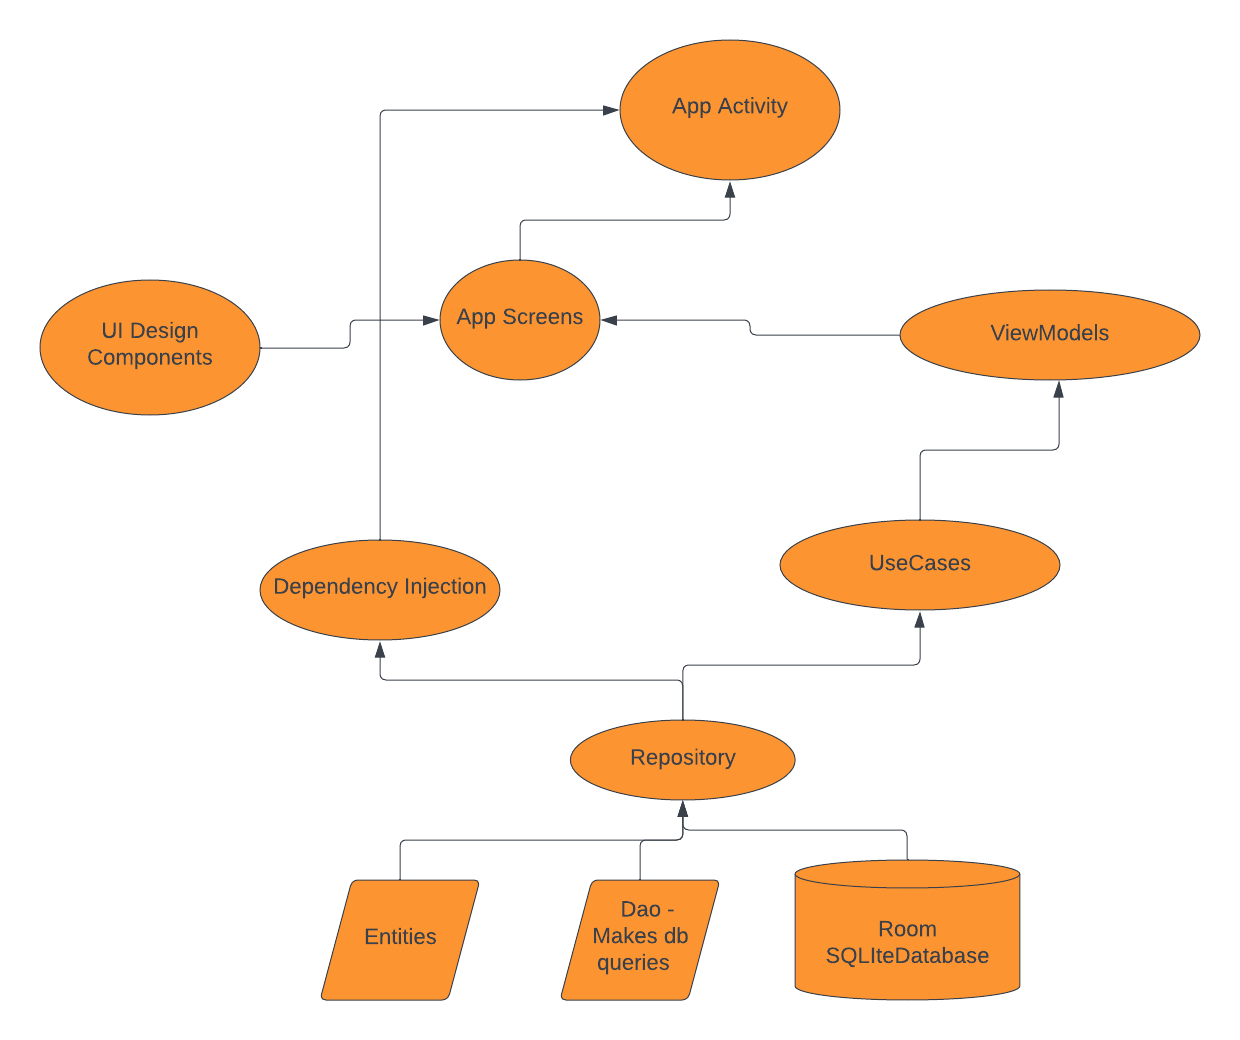 App Activity
App Screens
UI Design
Components
ViewModels
UseCases
Dependency Injection
Repository
Entities
Dao -
Makes db
queries
Room
SQLIteDatabase